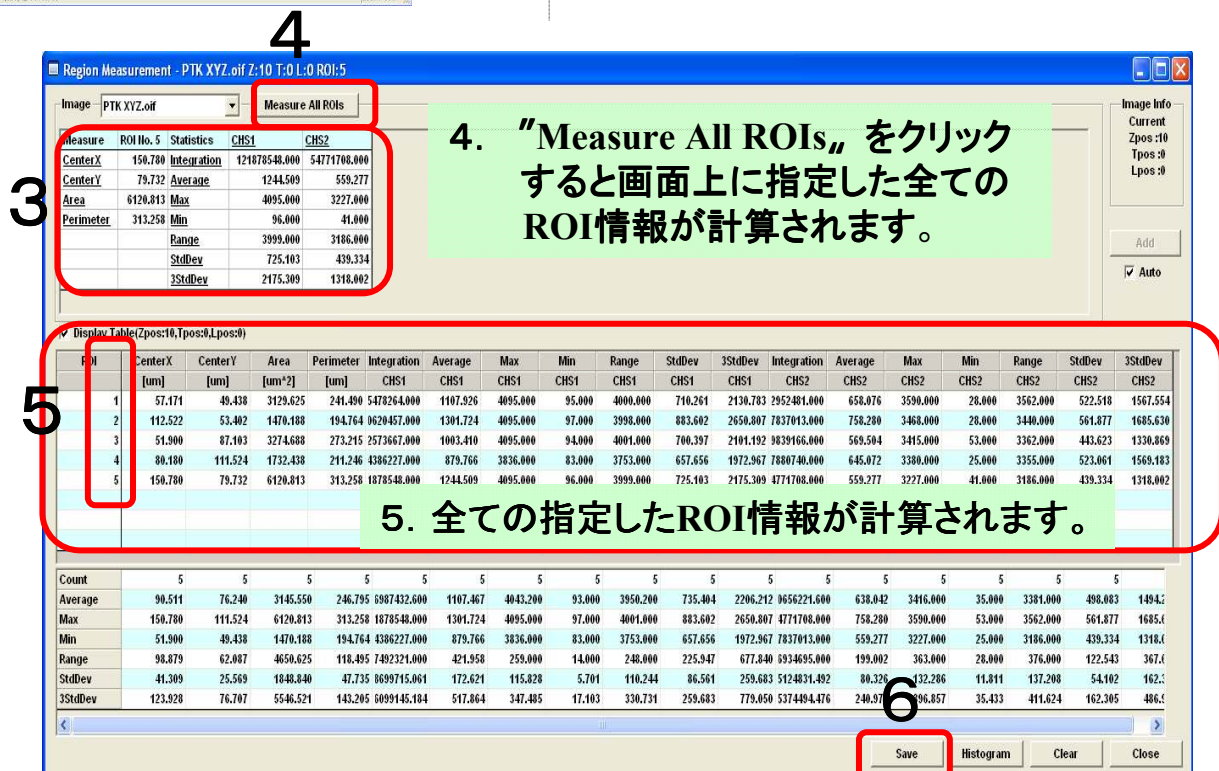 4
Region Measurement - PTK XYZ.oif Z:10 T:0 L:0 ROI:5
Image PTK XYZ.oif Measure All ROIs
Image Info
Current
Zpos :10
Tpos :0
Lpos :0
Add
Auto
3
Measure ROI No. 5 Statistics CHS1 CHS2
CenterX 150.780 Integration 121878548.000 54771708.000
CenterY 79.732 Average 1244.509 559.277
Area 6120.813 Max 4095.000 3227.000
Perimeter 313.258 Min 96.000 41.000
Range 3999.000 3186.000
StdDev 725.103 439.334
3StdDev 2175.309 1318.002
4. ″Measure All ROIs„ をクリック
すると画面上に指定した全ての
ROI情報が計算されます。
Display Table(Zpos:10,Tpos:0,Lpos:0)
5
ROI CenterX CenterY Area Perimeter Integration Average Max Min Range StdDev 3StdDev Integration Average Max Min Range StdDev 3StdDev
[um] [um] [um^2] [um] CHS1 CHS1 CHS1 CHS1 CHS1 CHS1 CHS1 CHS2 CHS2 CHS2 CHS2 CHS2 CHS2 CHS2
1 57.171 49.438 3129.625 241.490 5478264.000 1107.926 4095.000 95.000 4000.000 710.261 2130.783 2952481.000 658.076 3590.000 28.000 3562.000 522.518 1567.554
2 112.522 53.402 1470.188 194.764 0620457.000 1301.724 4095.000 97.000 3998.000 883.602 2650.807 7837013.000 758.280 3468.000 28.000 3440.000 561.877 1685.630
3 51.900 87.103 3274.688 273.215 2573667.000 1003.410 4095.000 94.000 4001.000 700.397 2101.192 9839166.000 569.504 3415.000 53.000 3362.000 443.623 1330.869
4 80.180 111.524 1732.438 211.246 4386227.000 879.766 3836.000 83.000 3753.000 657.656 1972.967 7880740.000 645.072 3380.000 25.000 3355.000 523.061 1569.183
5 150.780 79.732 6120.813 313.258 1878548.000 1244.509 4095.000 96.000 3999.000 725.103 2175.309 4771708.000 559.277 3227.000 41.000 3186.000 439.334 1318.002
5. 全ての指定したROI情報が計算されます。
Count 5 5 5 5 5 5 5 5 5 5 5 5 5 5 5 5 5
Average 90.511 76.240 3145.550 246.795 6987432.600 1107.467 4043.200 93.000 3950.200 735.404 2206.212 0656221.600 638.042 3416.000 35.000 3381.000 498.083 1494.2
Max 150.780 111.524 6120.813 313.258 1878548.000 1301.724 4095.000 97.000 4001.000 883.602 2650.807 4771708.000 758.280 3590.000 53.000 3562.000 561.877 1685.6
Min 51.900 49.438 1470.188 194.764 4386227.000 879.766 3836.000 83.000 3753.000 657.656 1972.967 7837013.000 559.277 3227.000 25.000 3186.000 439.334 1318.0
Range 98.879 62.087 4650.625 118.495 7492321.000 421.958 259.000 14.000 248.000 225.947 677.840 6934695.000 199.002 363.000 28.000 376.000 122.543 367.6
StdDev 41.309 25.569 1848.840 47.735 8699715.061 172.621 115.828 5.701 110.244 86.561 259.683 5124831.492 80.326 132.286 11.811 137.208 54.102 162.3
3StdDev 123.928 76.707 5546.521 143.205 6099145.184 517.864 347.485 17.103 330.731 259.683 779.050 5374494.476 240.97 396.857 35.433 411.624 162.305 486.9
6
Save Histogram Clear Close